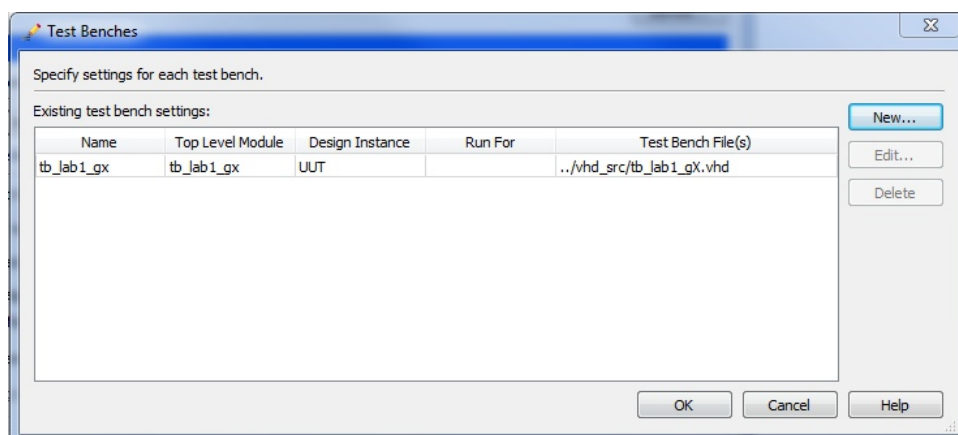 Test Benches
Specify settings for each test bench.
Existing test bench settings:
New...
Name Top Level Module Design Instance Run For Test Bench File(s)
tb_lab1_gx tb_lab1_gx UUT ../vhd_src/tb_lab1_gX.vhd
Edit...
Delete
OK Cancel Help